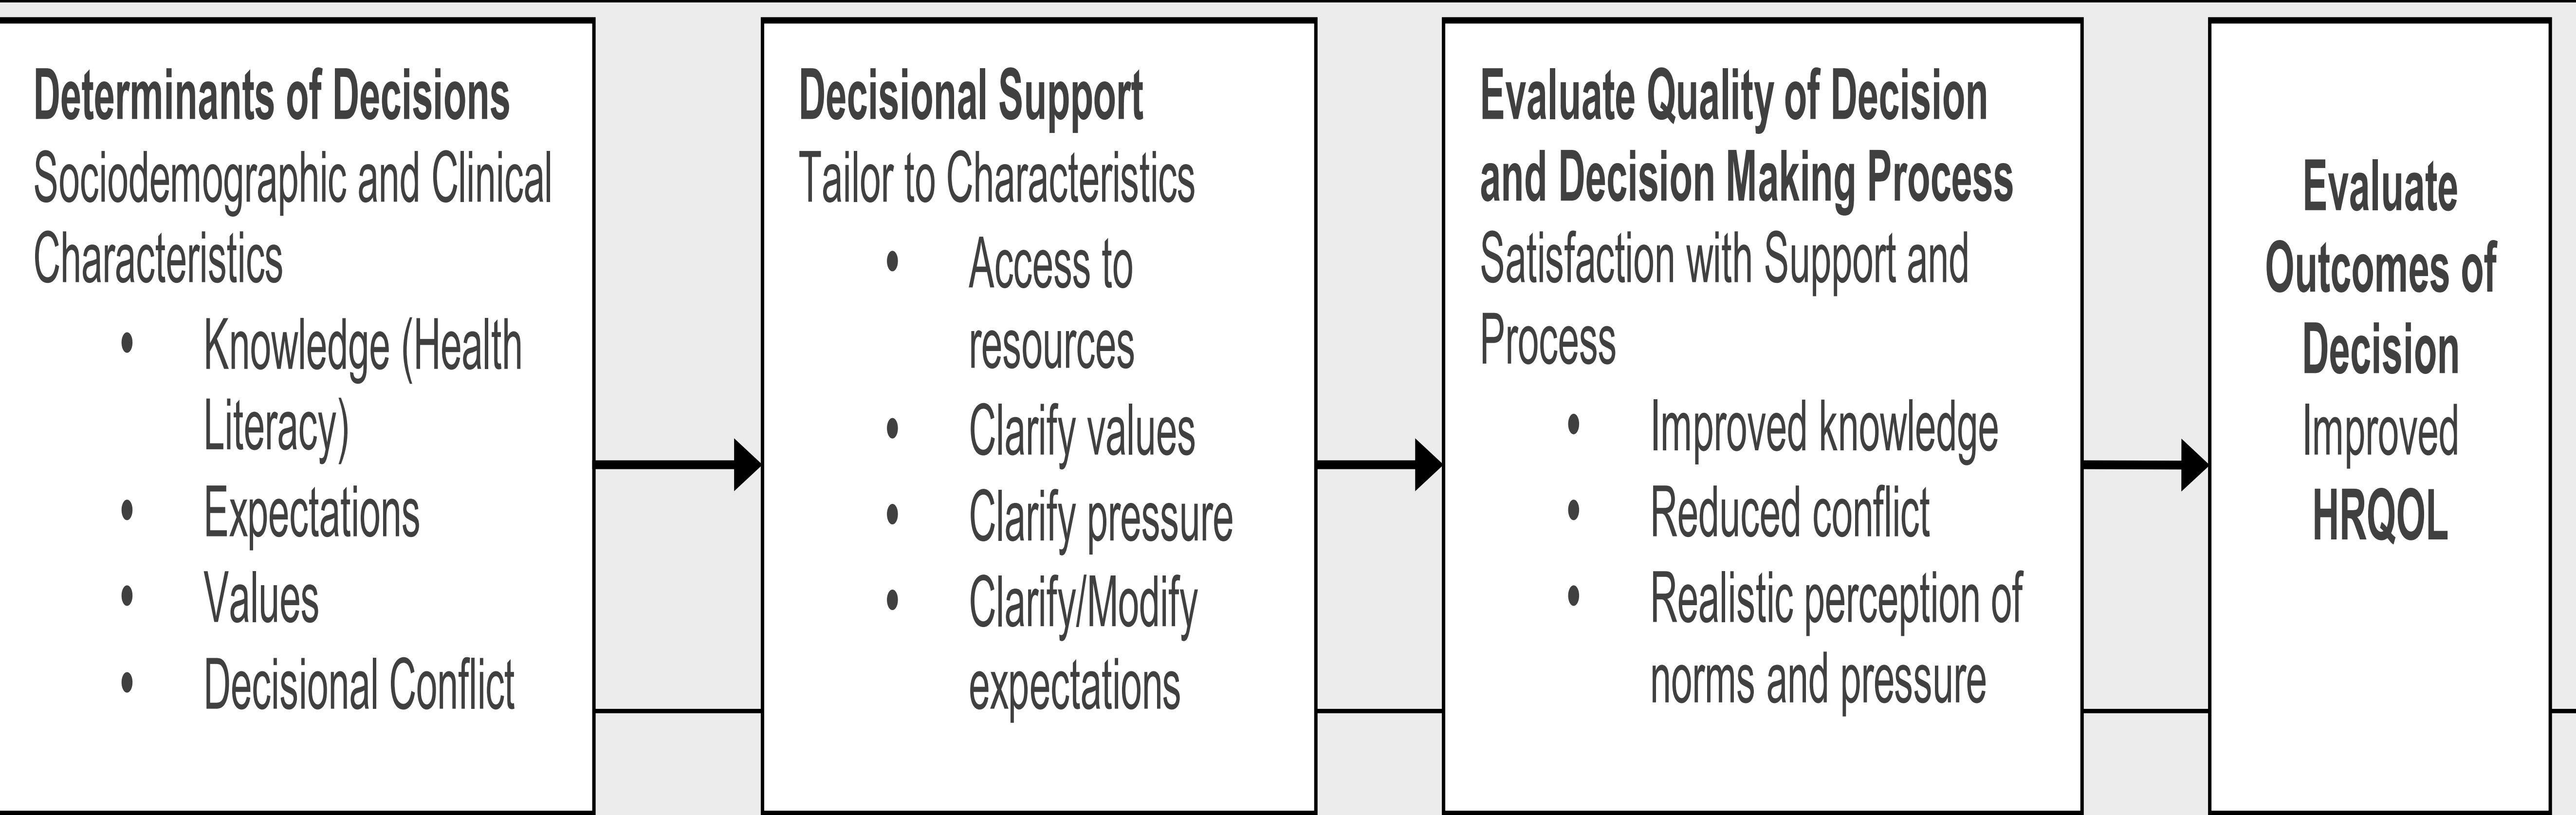 Determinants of Decisions
Sociodemographic and Clinical
Characteristics
• Knowledge (Health
Literacy)
• Expectations
• Values
• Decisional Conflict
Decisional Support
Tailor to Characteristics
• Access to
resources
• Clarify values
• Clarify pressure
• Clarify/Modify
expectations
Evaluate Quality of Decision
and Decision Making Process
Satisfaction with Support and
Process
• Improved knowledge
• Reduced conflict
• Realistic perception of
norms and pressure
Evaluate
Outcomes of
Decision
Improved
HRQOL